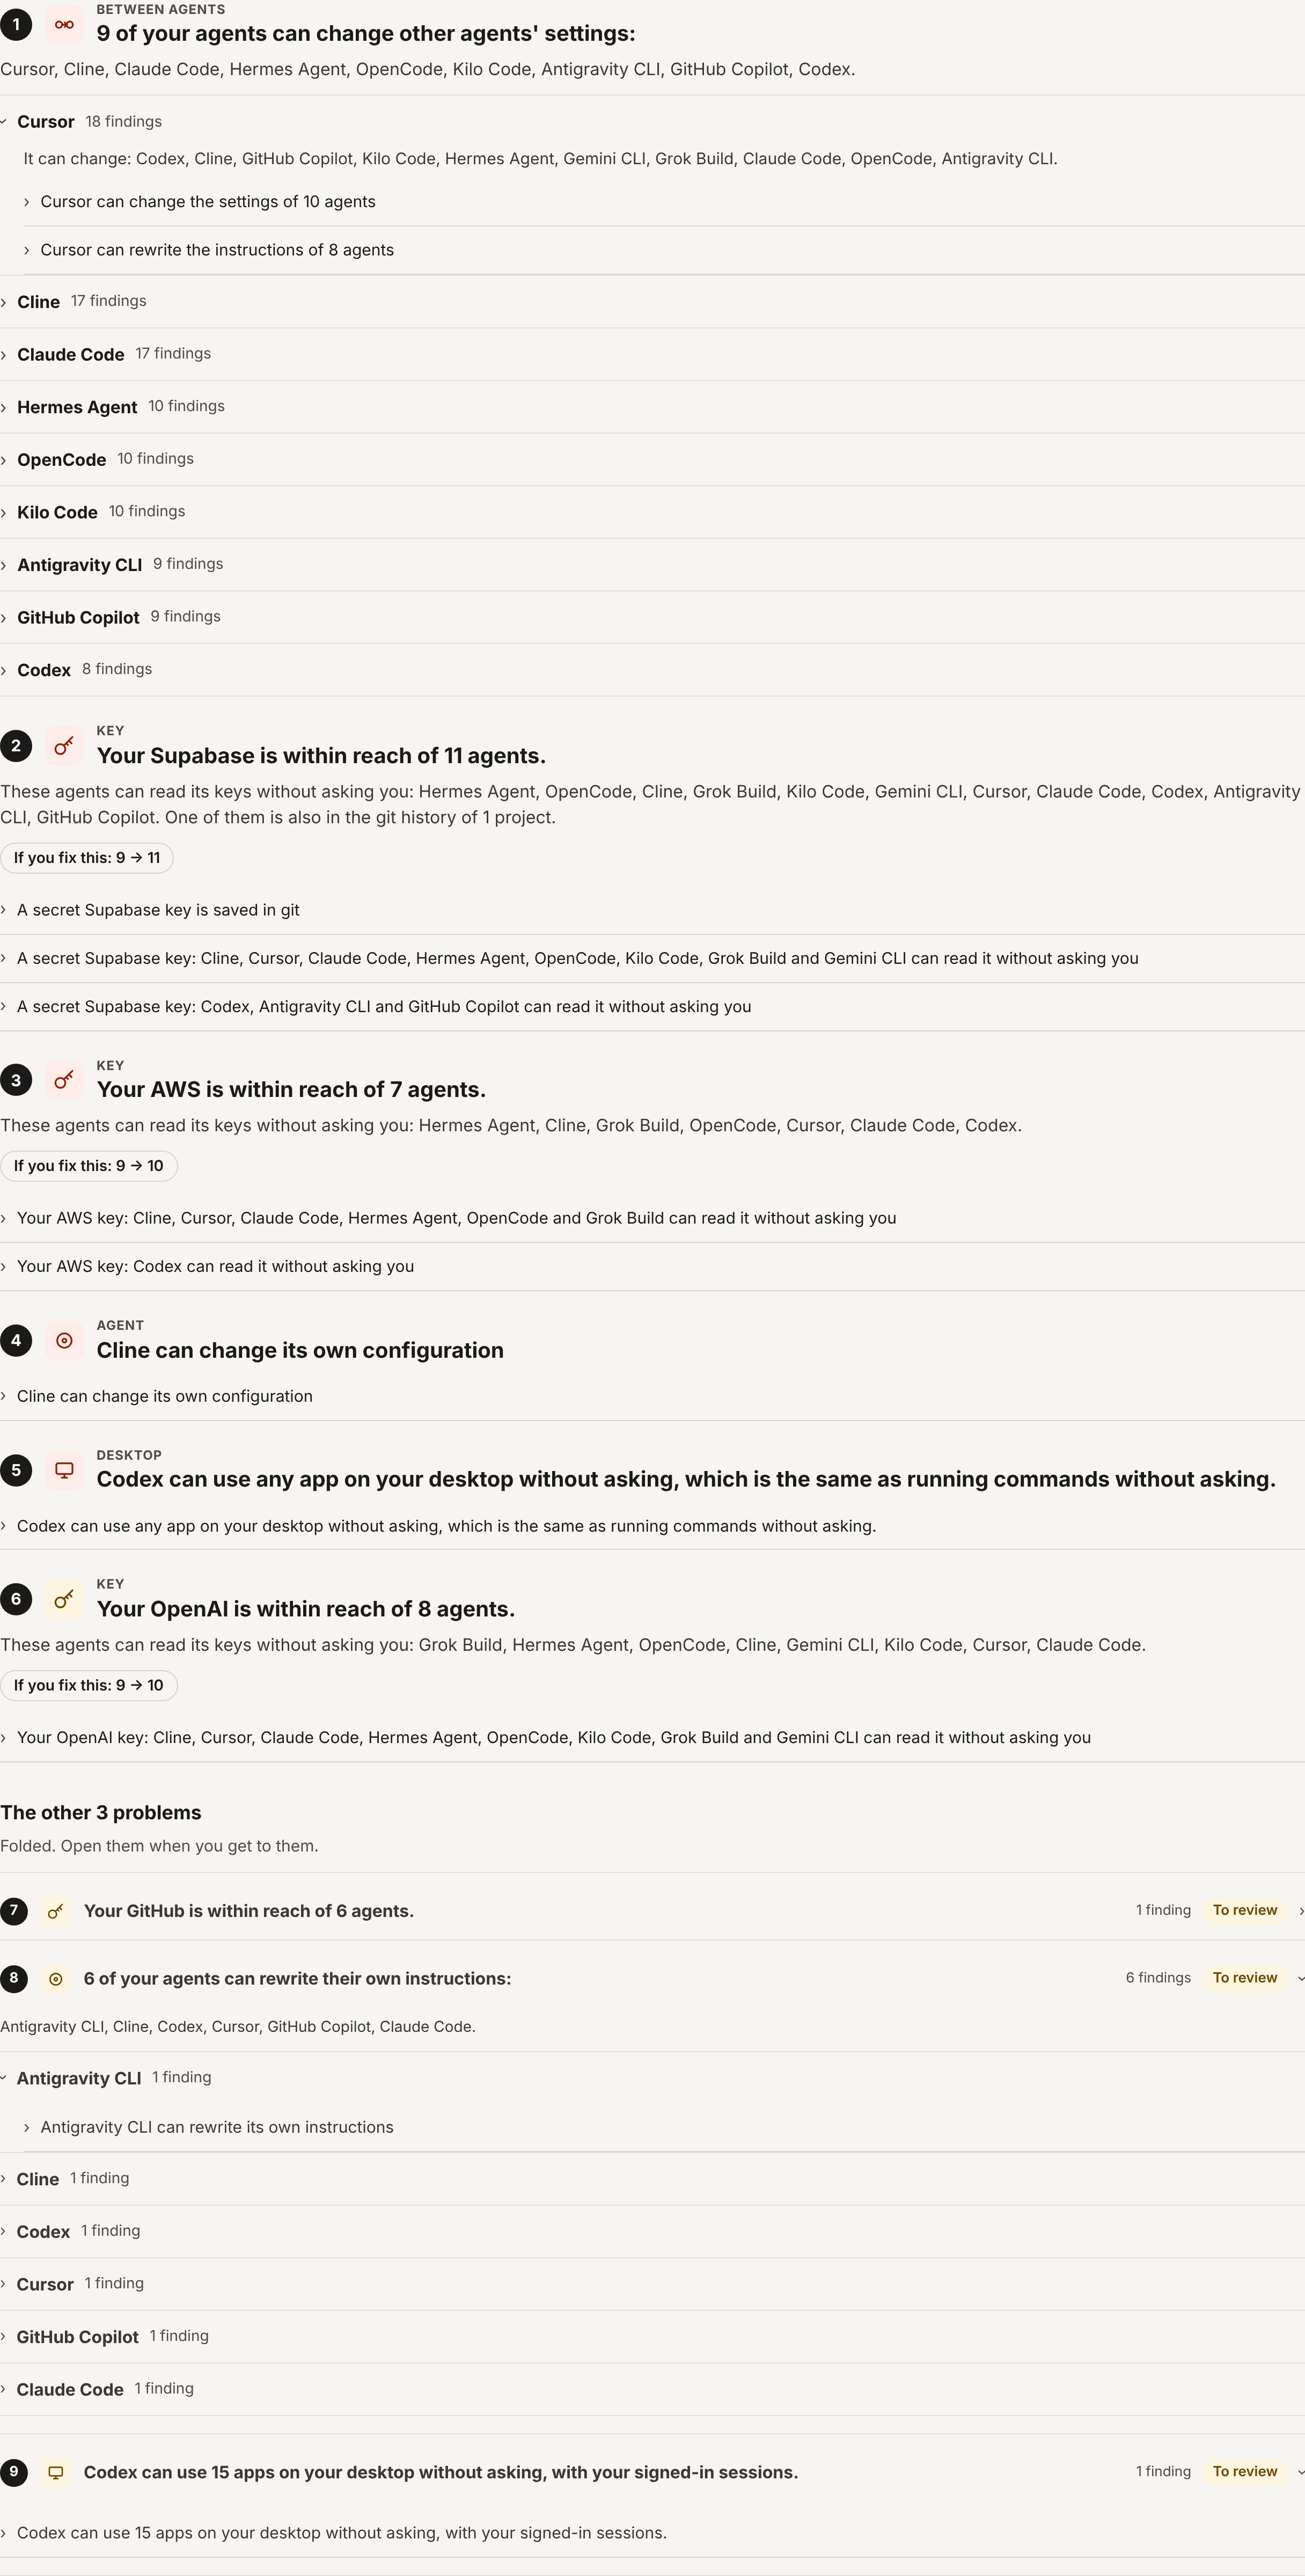 1
BETWEEN AGENTS
9 of your agents can change other agents' settings:
Cursor, Cline, Claude Code, Hermes Agent, OpenCode, Kilo Code, Antigravity CLI, GitHub Copilot, Codex.
Cursor 18 findings
It can change: Codex, Cline, GitHub Copilot, Kilo Code, Hermes Agent, Gemini CLI, Grok Build, Claude Code, OpenCode, Antigravity CLI.
Cursor can change the settings of 10 agents
Cursor can rewrite the instructions of 8 agents
Cline 17 findings
Claude Code 17 findings
Hermes Agent 10 findings
OpenCode 10 findings
Kilo Code 10 findings
Antigravity CLI 9 findings
GitHub Copilot 9 findings
Codex 8 findings
2
KEY
Your Supabase is within reach of 11 agents.
These agents can read its keys without asking you: Hermes Agent, OpenCode, Cline, Grok Build, Kilo Code, Gemini CLI, Cursor, Claude Code, Codex, Antigravity
CLI, GitHub Copilot. One of them is also in the git history of 1 project.
If you fix this: 9 → 11
A secret Supabase key is saved in git
A secret Supabase key: Cline, Cursor, Claude Code, Hermes Agent, OpenCode, Kilo Code, Grok Build and Gemini CLI can read it without asking you
A secret Supabase key: Codex, Antigravity CLI and GitHub Copilot can read it without asking you
3
KEY
Your AWS is within reach of 7 agents.
These agents can read its keys without asking you: Hermes Agent, Cline, Grok Build, OpenCode, Cursor, Claude Code, Codex.
If you fix this: 9 → 10
Your AWS key: Cline, Cursor, Claude Code, Hermes Agent, OpenCode and Grok Build can read it without asking you
Your AWS key: Codex can read it without asking you
4
AGENT
Cline can change its own configuration
Cline can change its own configuration
5
DESKTOP
Codex can use any app on your desktop without asking, which is the same as running commands without asking.
Codex can use any app on your desktop without asking, which is the same as running commands without asking.
6
KEY
Your OpenAI is within reach of 8 agents.
These agents can read its keys without asking you: Grok Build, Hermes Agent, OpenCode, Cline, Gemini CLI, Kilo Code, Cursor, Claude Code.
If you fix this: 9 → 10
Your OpenAI key: Cline, Cursor, Claude Code, Hermes Agent, OpenCode, Kilo Code, Grok Build and Gemini CLI can read it without asking you
The other 3 problems
Folded. Open them when you get to them.
7 Your GitHub is within reach of 6 agents. 1 finding To review
8 6 of your agents can rewrite their own instructions: 6 findings To review
Antigravity CLI, Cline, Codex, Cursor, GitHub Copilot, Claude Code.
Antigravity CLI 1 finding
Antigravity CLI can rewrite its own instructions
Cline 1 finding
Codex 1 finding
Cursor 1 finding
GitHub Copilot 1 finding
Claude Code 1 finding
9 Codex can use 15 apps on your desktop without asking, with your signed-in sessions. 1 finding To review
Codex can use 15 apps on your desktop without asking, with your signed-in sessions.